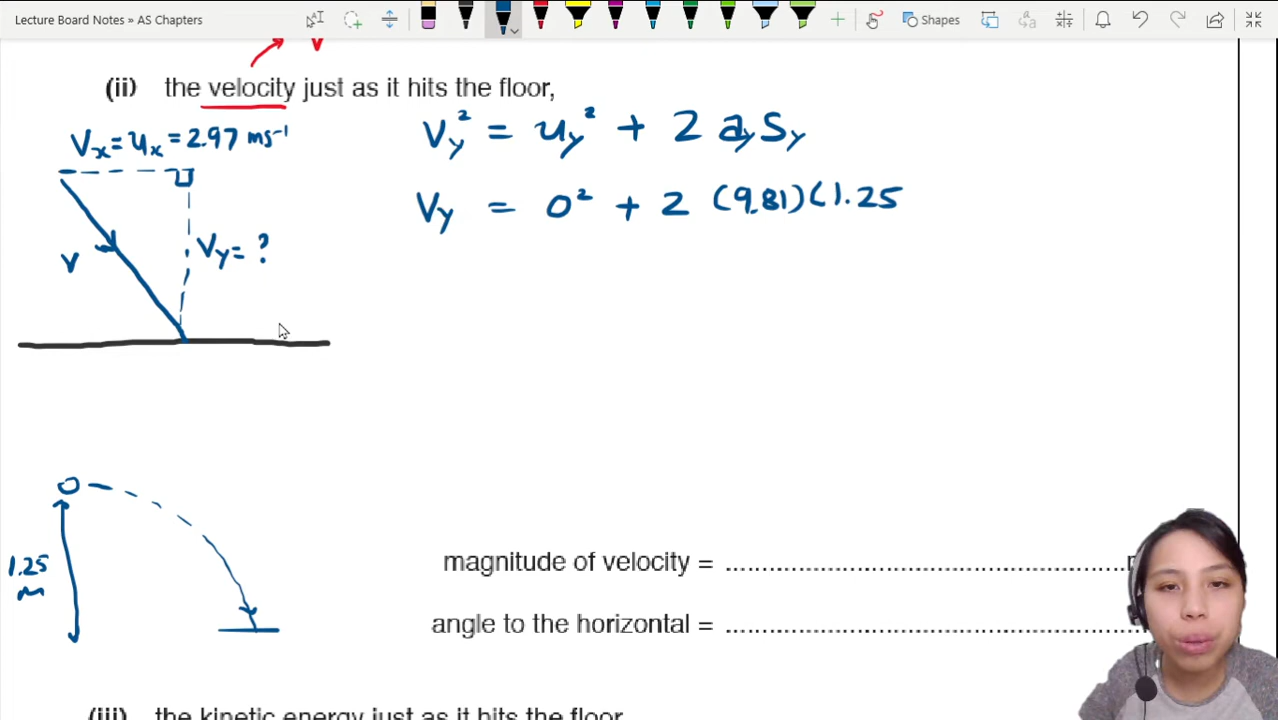 Lecture Board Notes » AS Chapters
Shapes
V
(ii) the velocity just as it hits the floor,
Vx = ux = 2.97 ms⁻¹
Vy² = uy² + 2 ay Sy
Vy = 0² + 2 (9.81)(1.25
V
Vy = ?
1.25
m
magnitude of velocity = ........................................................
angle to the horizontal = ........................................................
(iii) the kinetic energy just as it hits the floor